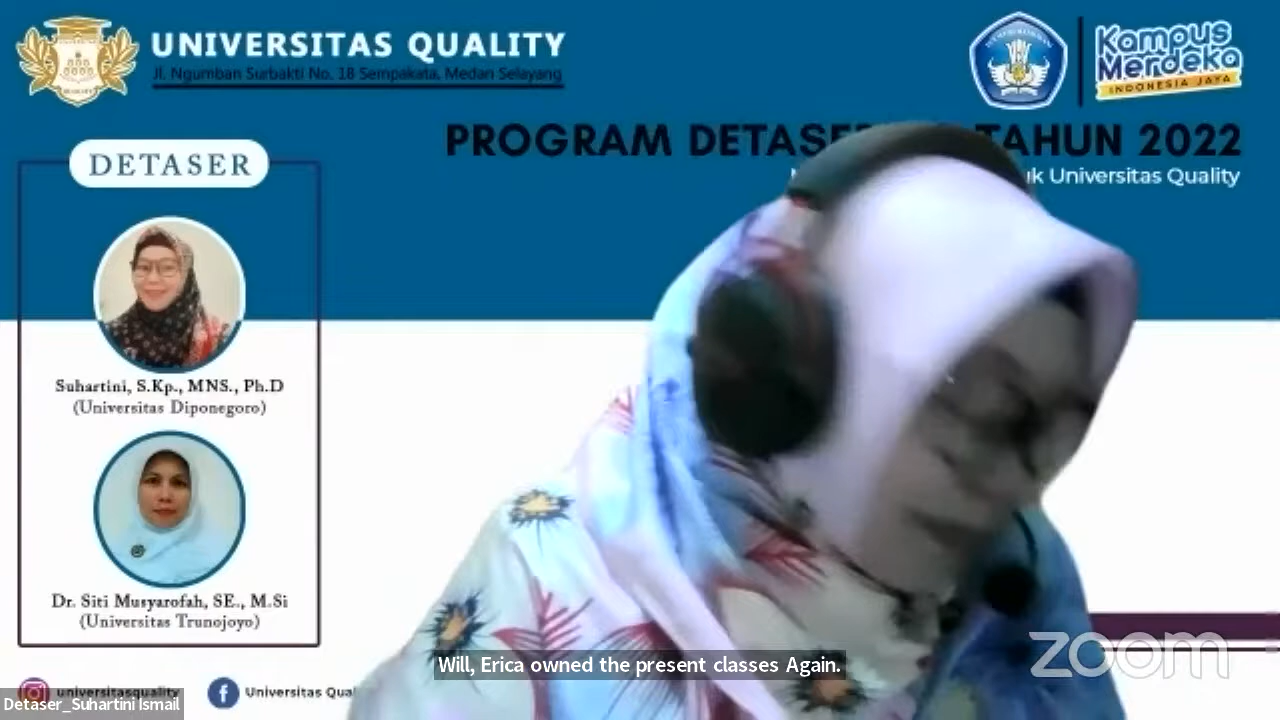 UNIVERSITAS QUALITY
Jl. Ngumban Surbakti No. 18 Sempakata, Medan Selayang
Kampus
Merdeka
INDONESIA JAYA
PROGRAM TAHUN 2022
Universitas Quality
DETASER
Suhartini, S.Kp., MNS., Ph.D
(Universitas Diponegoro)
Dr. Siti Musyarofah, SE., M.Si
(Universitas Trunojoyo)
zoom
Will, Erica owned the present classes Again.
universitasquality
Universitas
Detaser_Suhartini Ismail